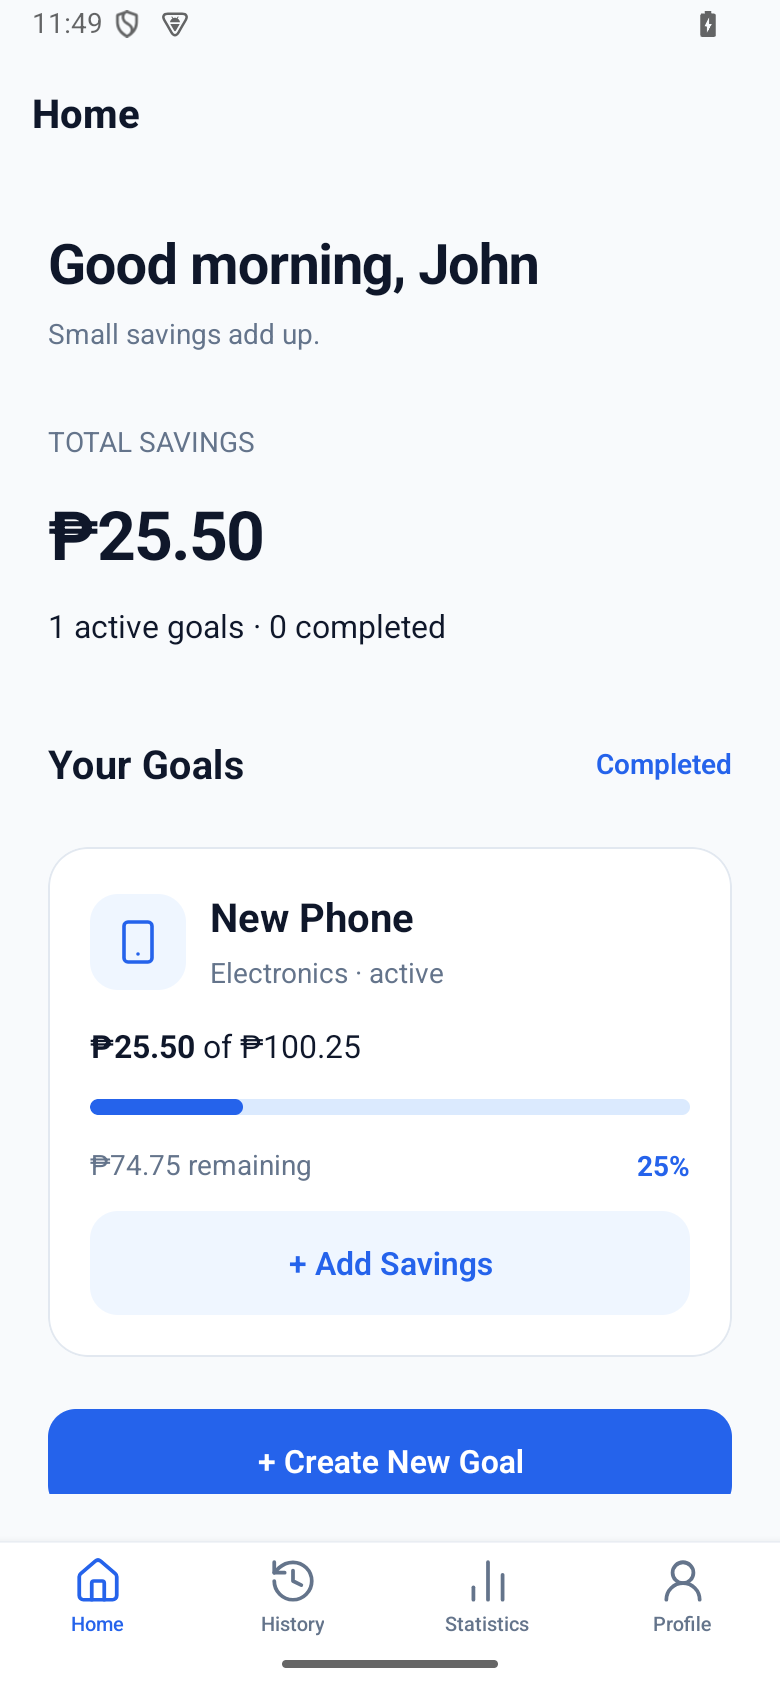 11:49
Home
Good morning, John
Small savings add up.
TOTAL SAVINGS
₱25.50
1 active goals · 0 completed
Your Goals
Completed
New Phone
Electronics · active
₱25.50 of ₱100.25
₱74.75 remaining
25%
+ Add Savings
+ Create New Goal
Home
History
Statistics
Profile